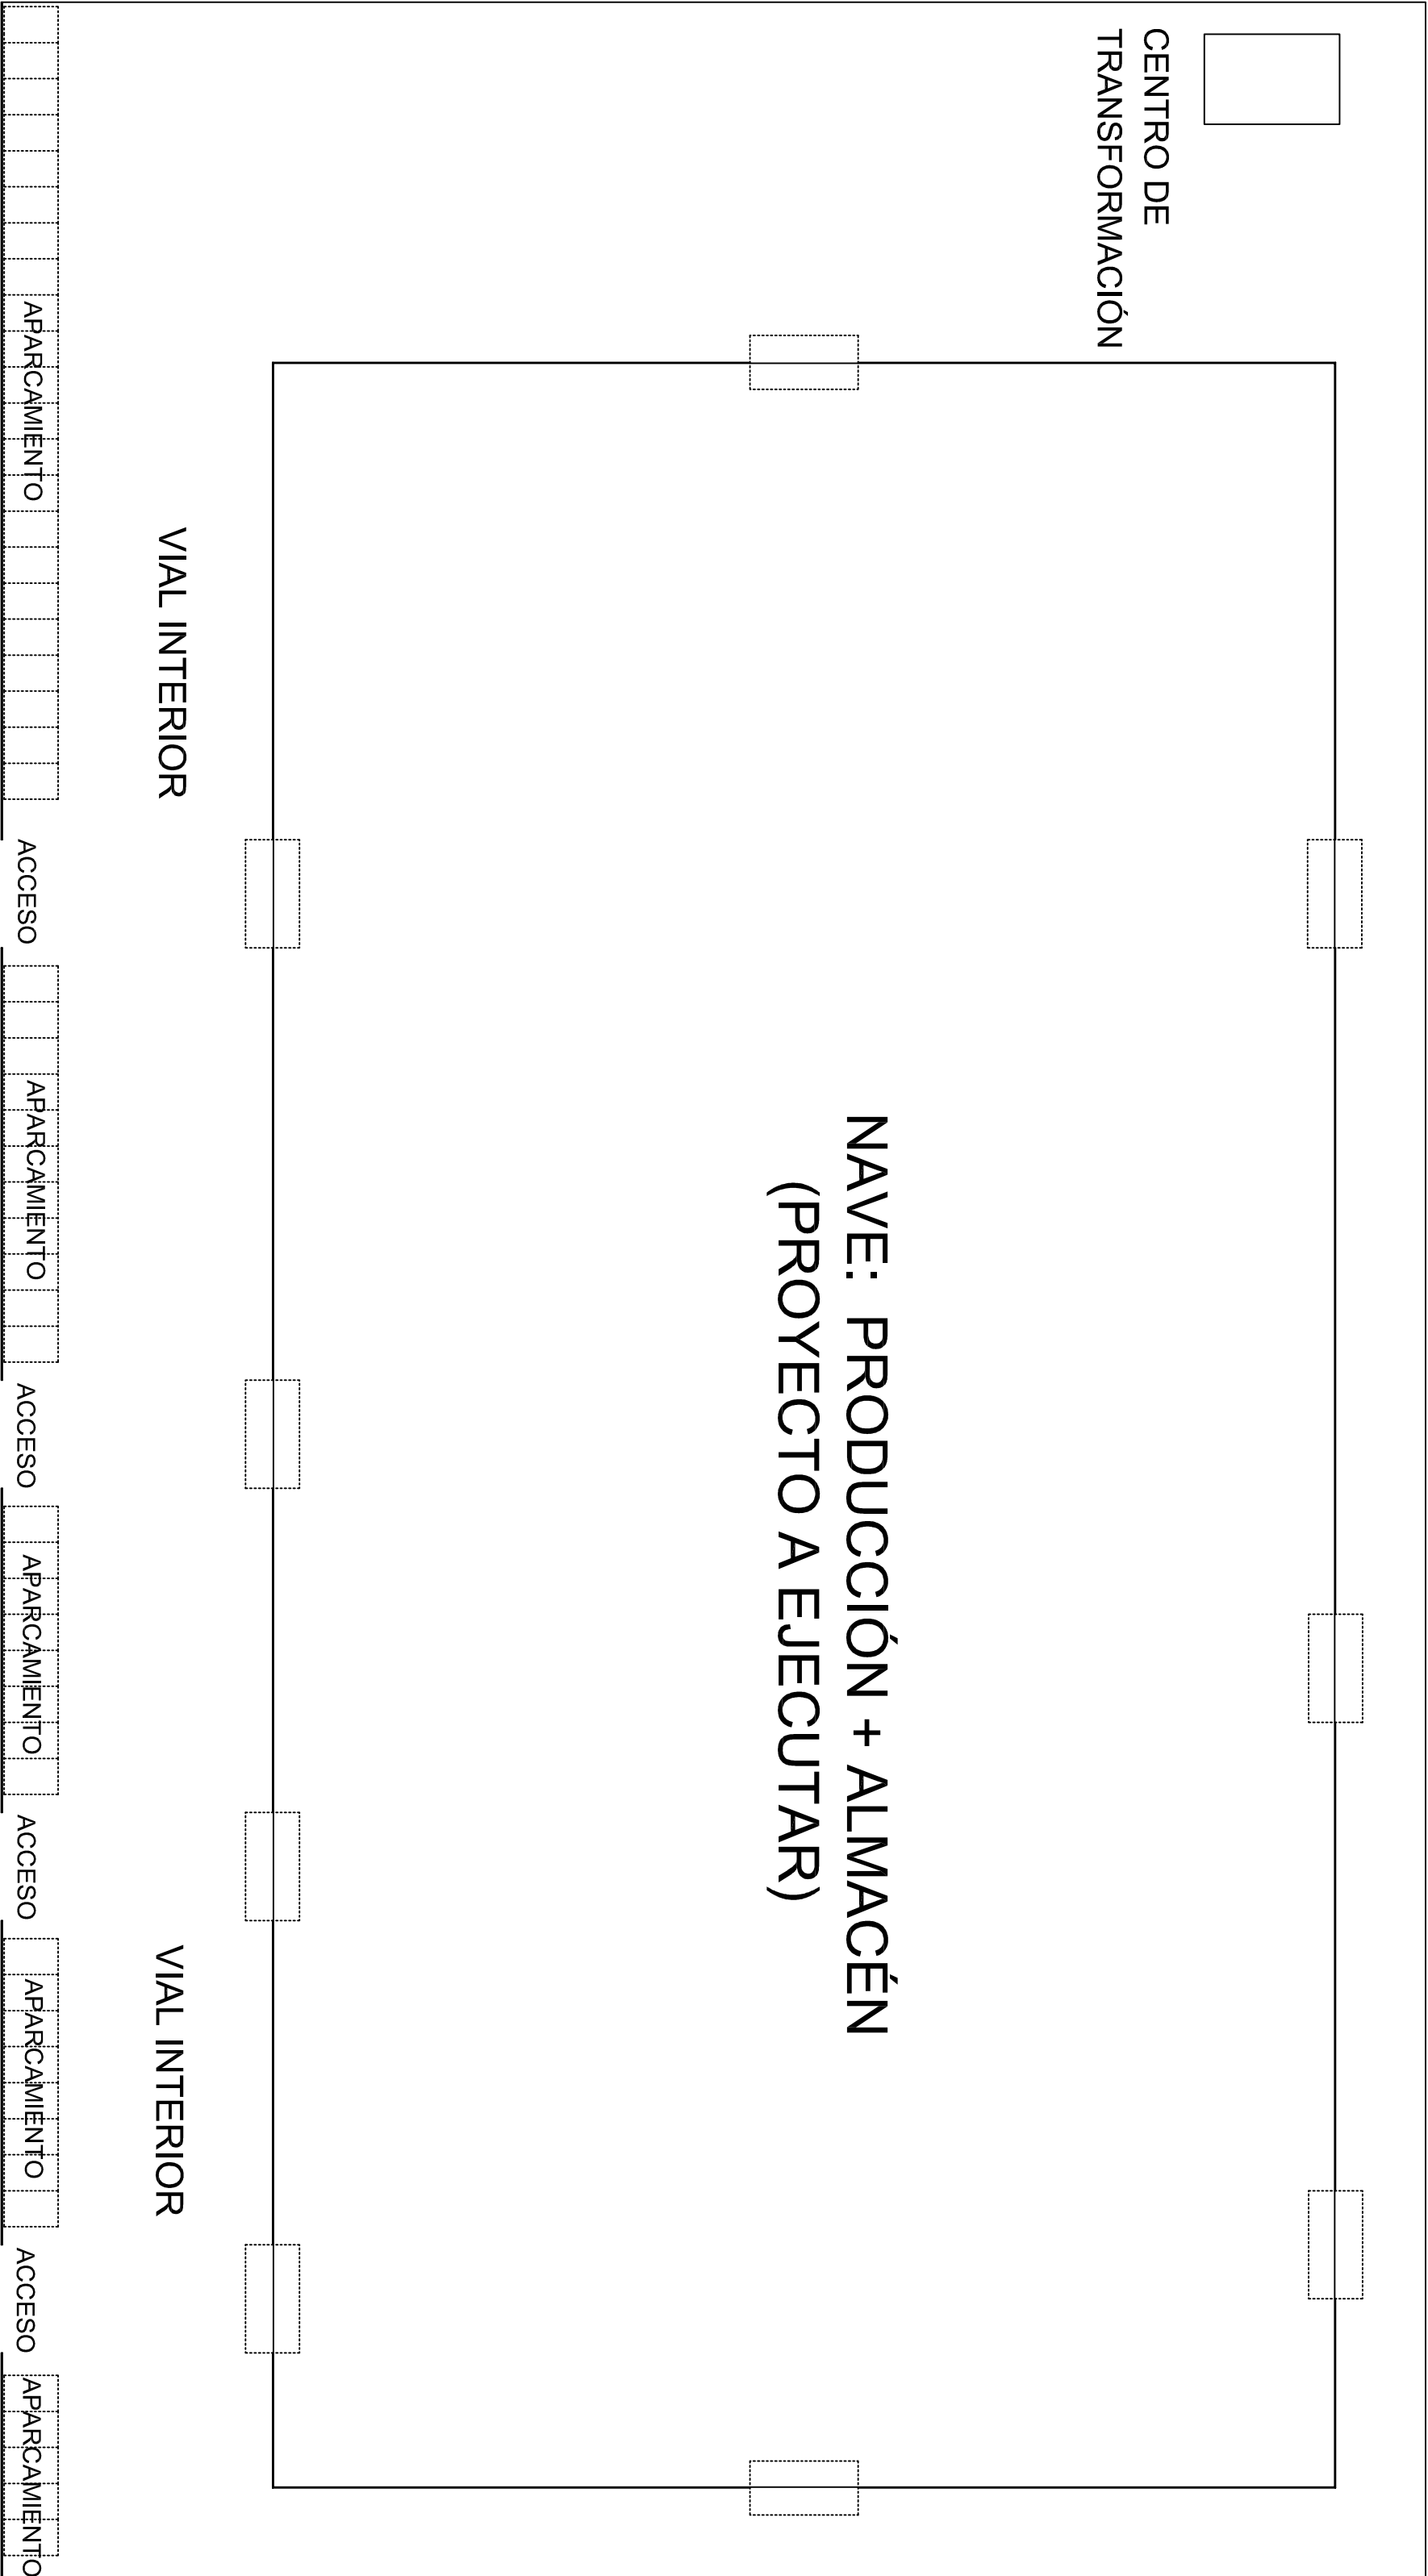 CENTRO DE
TRANSFORMACIÓN
NAVE: PRODUCCIÓN + ALMACÉN
(PROYECTO A EJECUTAR)
VIAL INTERIOR
VIAL INTERIOR
APARCAMIENTO
ACCESO
APARCAMIENTO
ACCESO
APARCAMIENTO
ACCESO
APARCAMIENTO
ACCESO
APARCAMIENTO